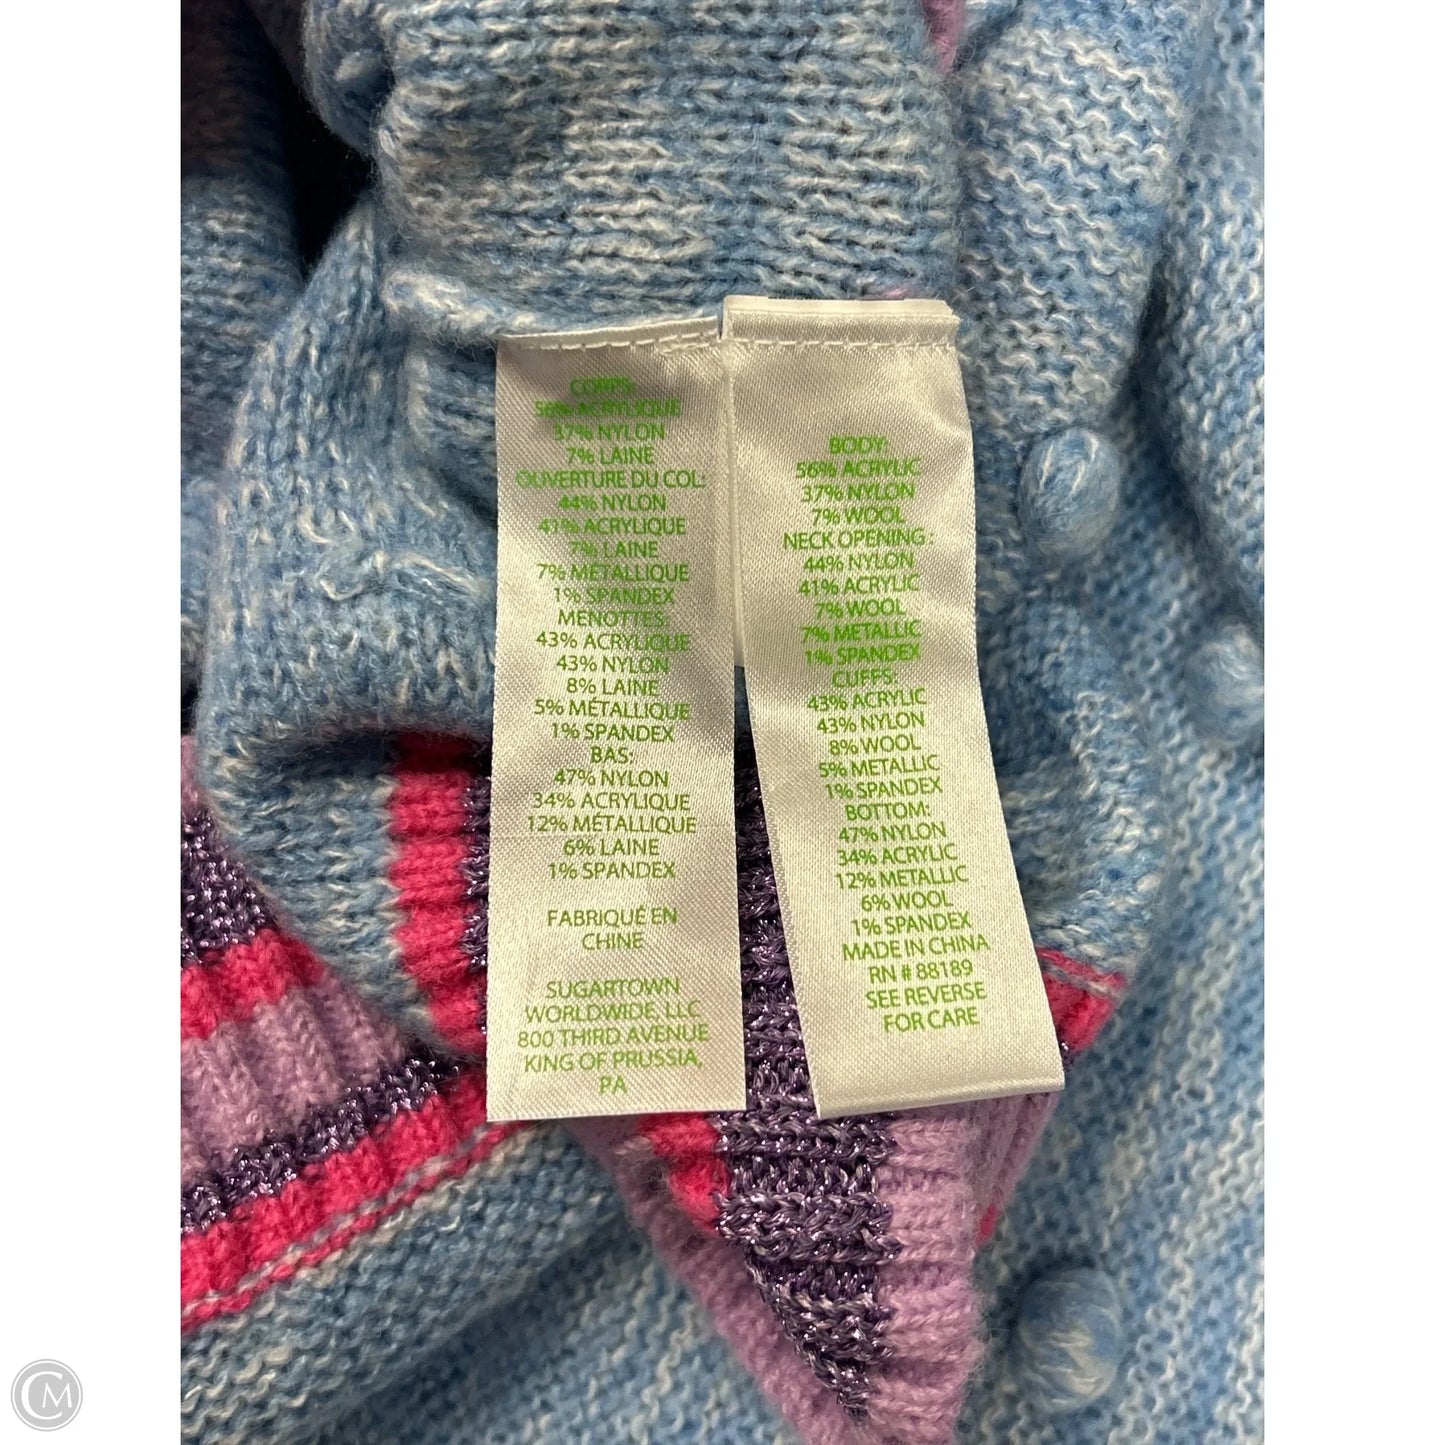 CORPS:
56% ACRYLIQUE
37% NYLON
7% LAINE
OUVERTURE DU COL:
44% NYLON
41% ACRYLIQUE
7% LAINE
7% MÉTALLIQUE
1% SPANDEX
MENOTTES:
43% ACRYLIQUE
43% NYLON
8% LAINE
5% MÉTALLIQUE
1% SPANDEX
BAS:
47% NYLON
34% ACRYLIQUE
12% MÉTALLIQUE
6% LAINE
1% SPANDEX
FABRIQUÉ EN
CHINE
SUGARTOWN
WORLDWIDE, LLC
800 THIRD AVENUE
KING OF PRUSSIA,
PA
BODY:
56% ACRYLIC
37% NYLON
7% WOOL
NECK OPENING :
44% NYLON
41% ACRYLIC
7% WOOL
7% METALLIC
1% SPANDEX
CUFFS:
43% ACRYLIC
43% NYLON
8% WOOL
5% METALLIC
1% SPANDEX
BOTTOM:
47% NYLON
34% ACRYLIC
12% METALLIC
6% WOOL
1% SPANDEX
MADE IN CHINA
RN # 88189
SEE REVERSE
FOR CARE
CM